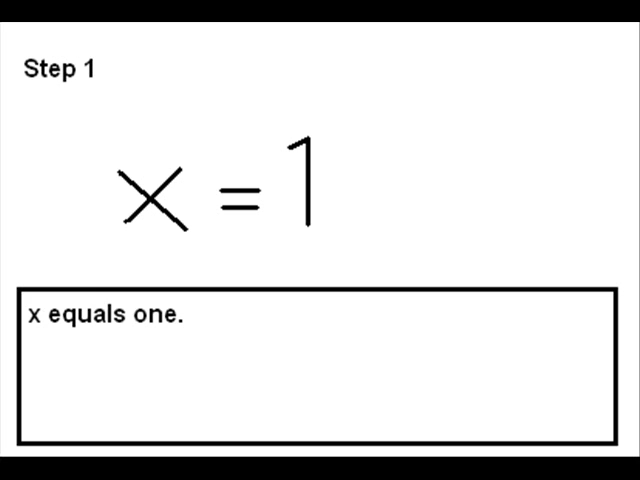 Step 1
x = 1
x equals one.